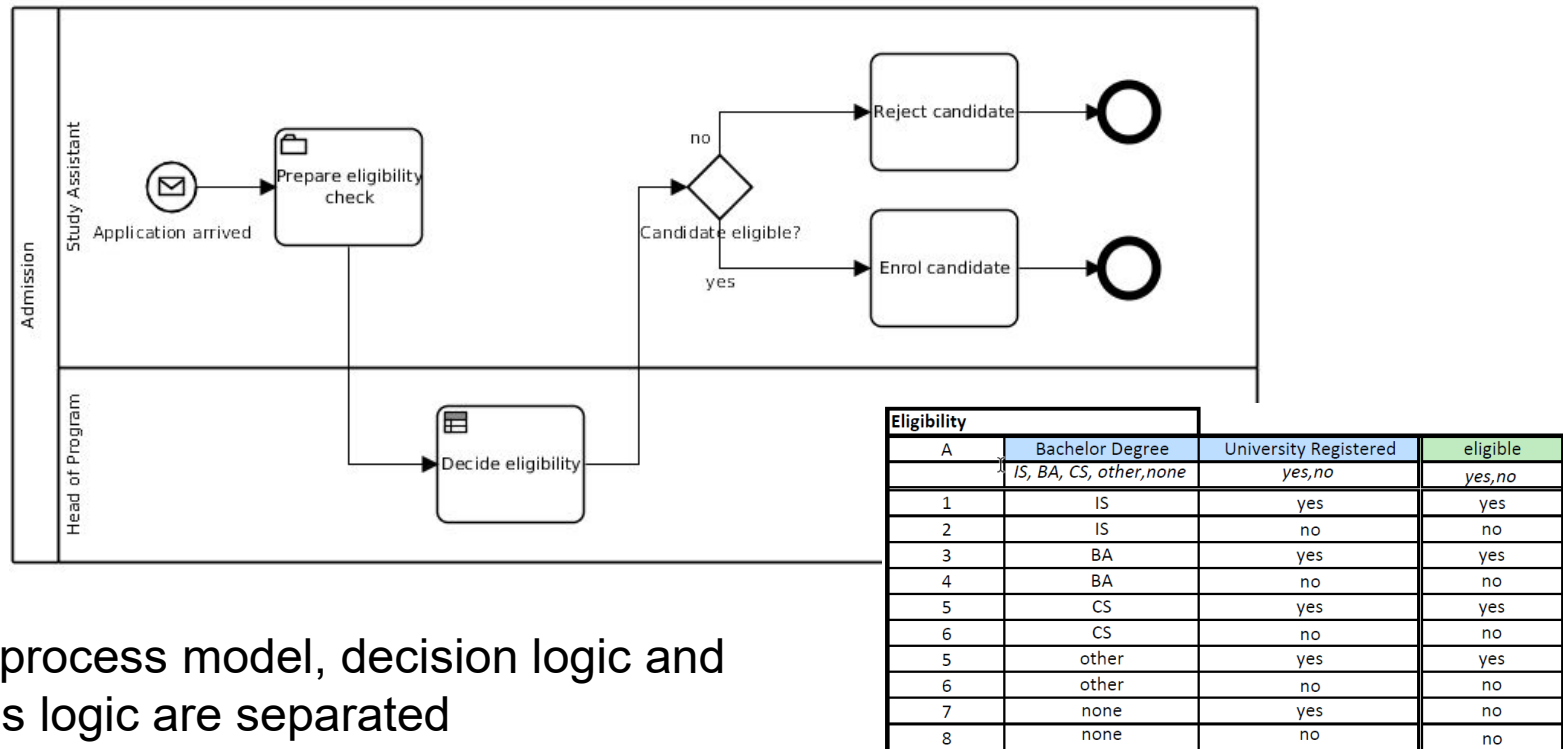 Admission
Study Assistant
Application arrived
Prepare eligibility
check
no
Candidate eligible?
yes
Reject candidate
Enrol candidate
Head of Program
Decide eligibility
Eligibility
A Bachelor Degree University Registered eligible
IS, BA, CS, other,none yes,no yes,no
1 IS yes yes
2 IS no no
3 BA yes yes
4 BA no no
5 CS yes yes
6 CS no no
5 other yes yes
6 other no no
7 none yes no
8 none no no
process model, decision logic and
s logic are separated